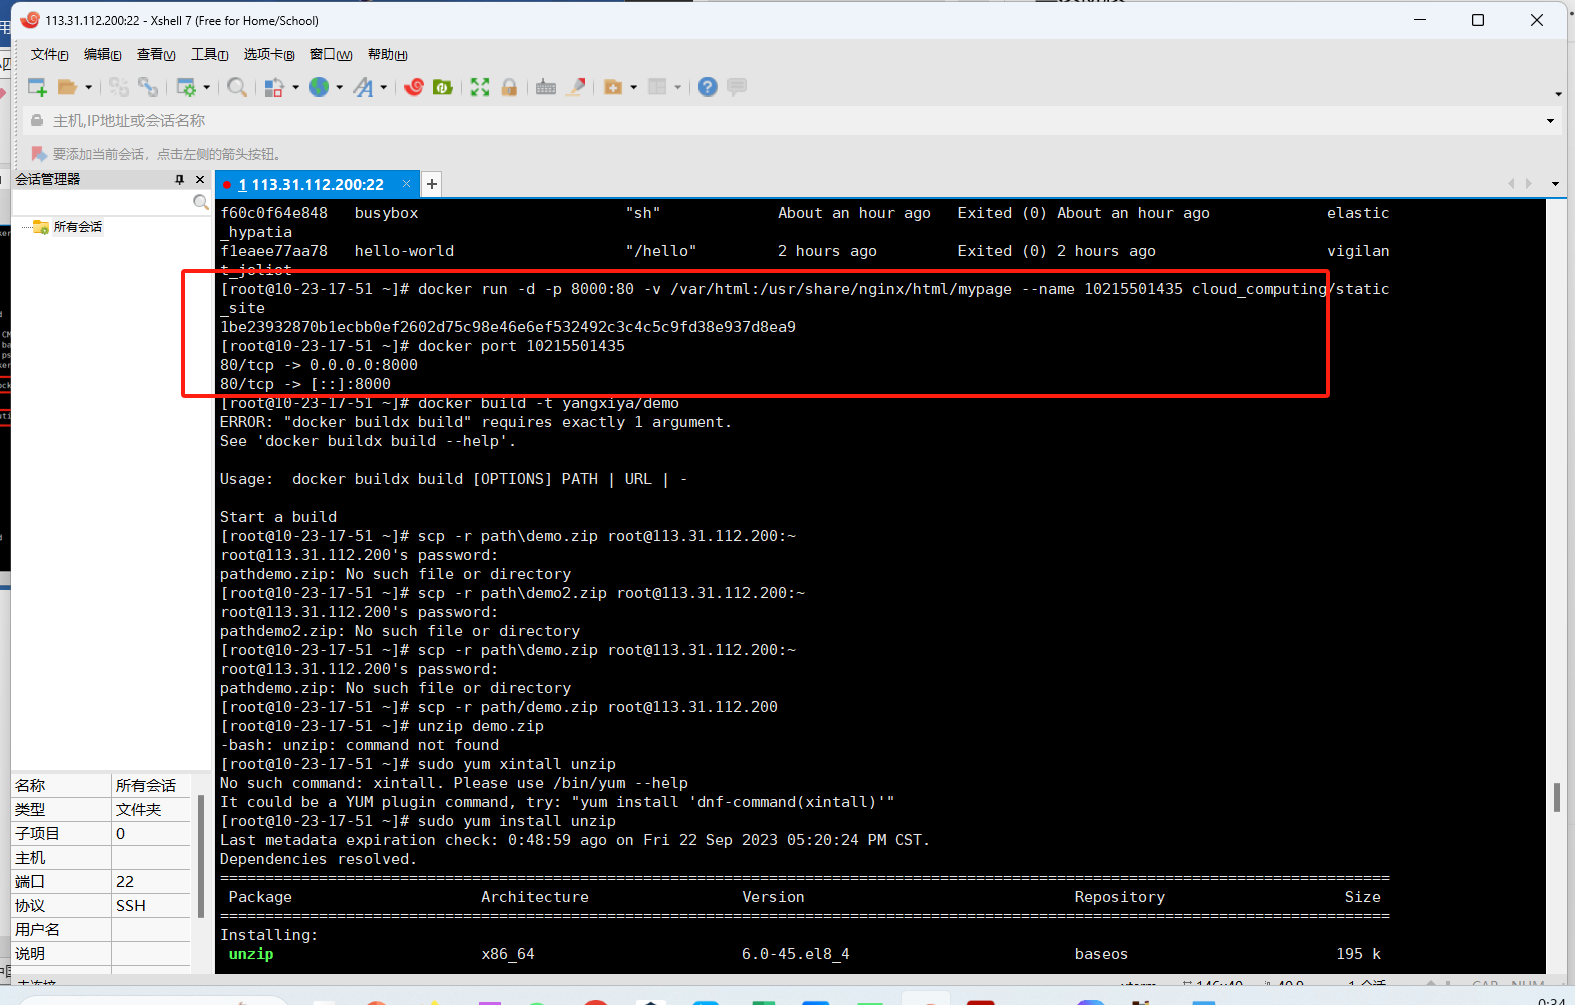 113.31.112.200:22 - Xshell 7 (Free for Home/School)
文件(F) 编辑(E) 查看(V) 工具(T) 选项卡(B) 窗口(W) 帮助(H)
主机,IP地址或会话名称
要添加当前会话，点击左侧的箭头按钮。
会话管理器
1 113.31.112.200:22
所有会话
f60c0f64e848   busybox                       "sh"             About an hour ago   Exited (0) About an hour ago             elastic
_hypatia
f1eaee77aa78   hello-world                   "/hello"         2 hours ago         Exited (0) 2 hours ago                   vigilan
t_joliot
[root@10-23-17-51 ~]# docker run -d -p 8000:80 -v /var/html:/usr/share/nginx/html/mypage --name 10215501435 cloud_computing/static
_site
1be23932870b1ecbb0ef2602d75c98e46e6ef532492c3c4c5c9fd38e937d8ea9
[root@10-23-17-51 ~]# docker port 10215501435
80/tcp -> 0.0.0.0:8000
80/tcp -> [::]:8000
[root@10-23-17-51 ~]# docker build -t yangxiya/demo
ERROR: "docker buildx build" requires exactly 1 argument.
See 'docker buildx build --help'.
Usage:  docker buildx build [OPTIONS] PATH | URL | -
Start a build
[root@10-23-17-51 ~]# scp -r path\demo.zip root@113.31.112.200:~
root@113.31.112.200's password:
pathdemo.zip: No such file or directory
[root@10-23-17-51 ~]# scp -r path\demo2.zip root@113.31.112.200:~
root@113.31.112.200's password:
pathdemo2.zip: No such file or directory
[root@10-23-17-51 ~]# scp -r path\demo.zip root@113.31.112.200:~
root@113.31.112.200's password:
pathdemo.zip: No such file or directory
[root@10-23-17-51 ~]# scp -r path/demo.zip root@113.31.112.200
[root@10-23-17-51 ~]# unzip demo.zip
-bash: unzip: command not found
[root@10-23-17-51 ~]# sudo yum xintall unzip
No such command: xintall. Please use /bin/yum --help
It could be a YUM plugin command, try: "yum install 'dnf-command(xintall)'"
[root@10-23-17-51 ~]# sudo yum install unzip
Last metadata expiration check: 0:48:59 ago on Fri 22 Sep 2023 05:20:24 PM CST.
Dependencies resolved.
Package Architecture Version Repository Size
Installing:
unzip x86_64 6.0-45.el8_4 baseos 195 k
名称 所有会话
类型 文件夹
子项目 0
主机
端口 22
协议 SSH
用户名
说明